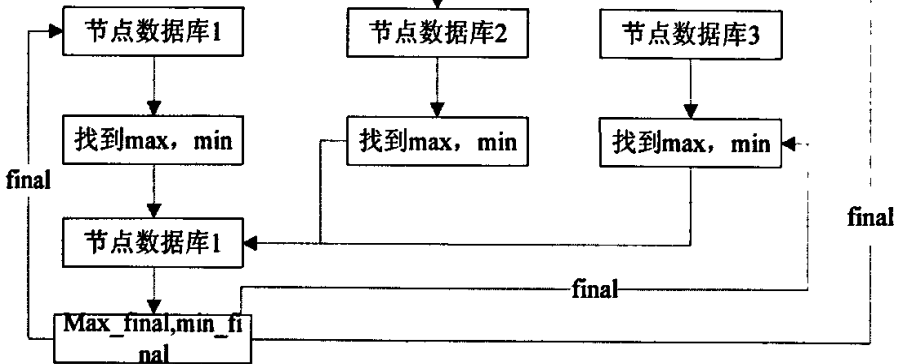 节点数据库1
节点数据库2
节点数据库3
找到max，min
找到max，min
找到max，min
final
节点数据库1
final
final
Max_final,min_fi
nal